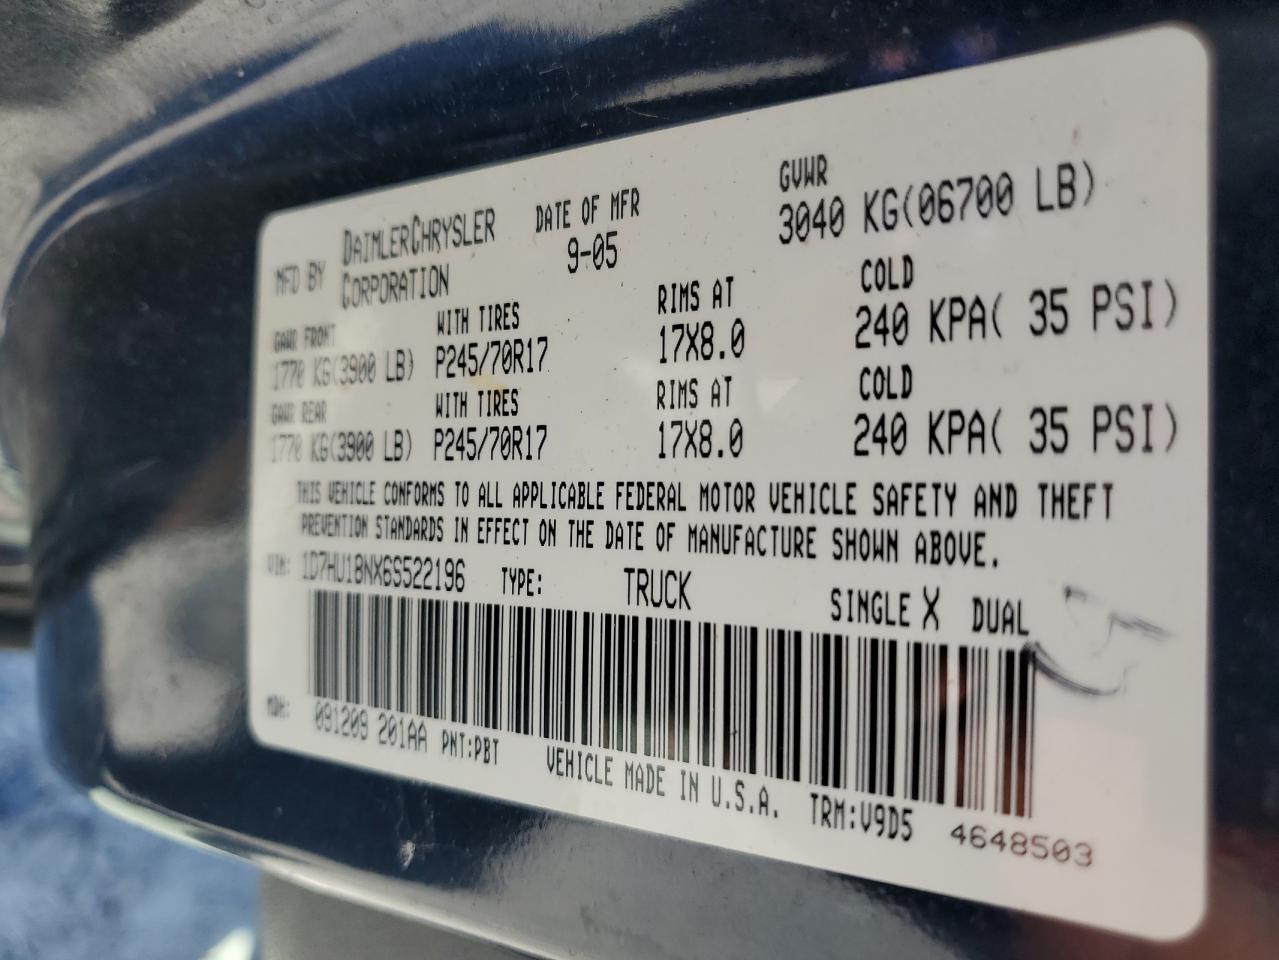 MFD BY DAIMLERCHRYSLER CORPORATION DATE OF MFR 9-05 GVWR 3040 KG(06700 LB)
GAWR FRONT WITH TIRES RIMS AT COLD
1770 KG(3900 LB) P245/70R17 17X8.0 240 KPA( 35 PSI)
GAWR REAR WITH TIRES RIMS AT COLD
1770 KG(3900 LB) P245/70R17 17X8.0 240 KPA( 35 PSI)
THIS VEHICLE CONFORMS TO ALL APPLICABLE FEDERAL MOTOR VEHICLE SAFETY AND THEFT
PREVENTION STANDARDS IN EFFECT ON THE DATE OF MANUFACTURE SHOWN ABOVE.
VIN: 1D7HU18NX6S522196 TYPE: TRUCK SINGLE X DUAL
MDH: 091209 201AA PNT:PBT VEHICLE MADE IN U.S.A. TRM:V9D5 4648503